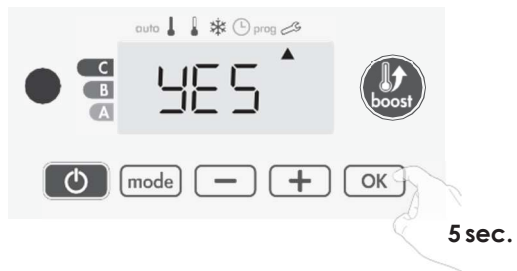 auto prog
C
YES
B
boost
A
mode − + OK
5 sec.